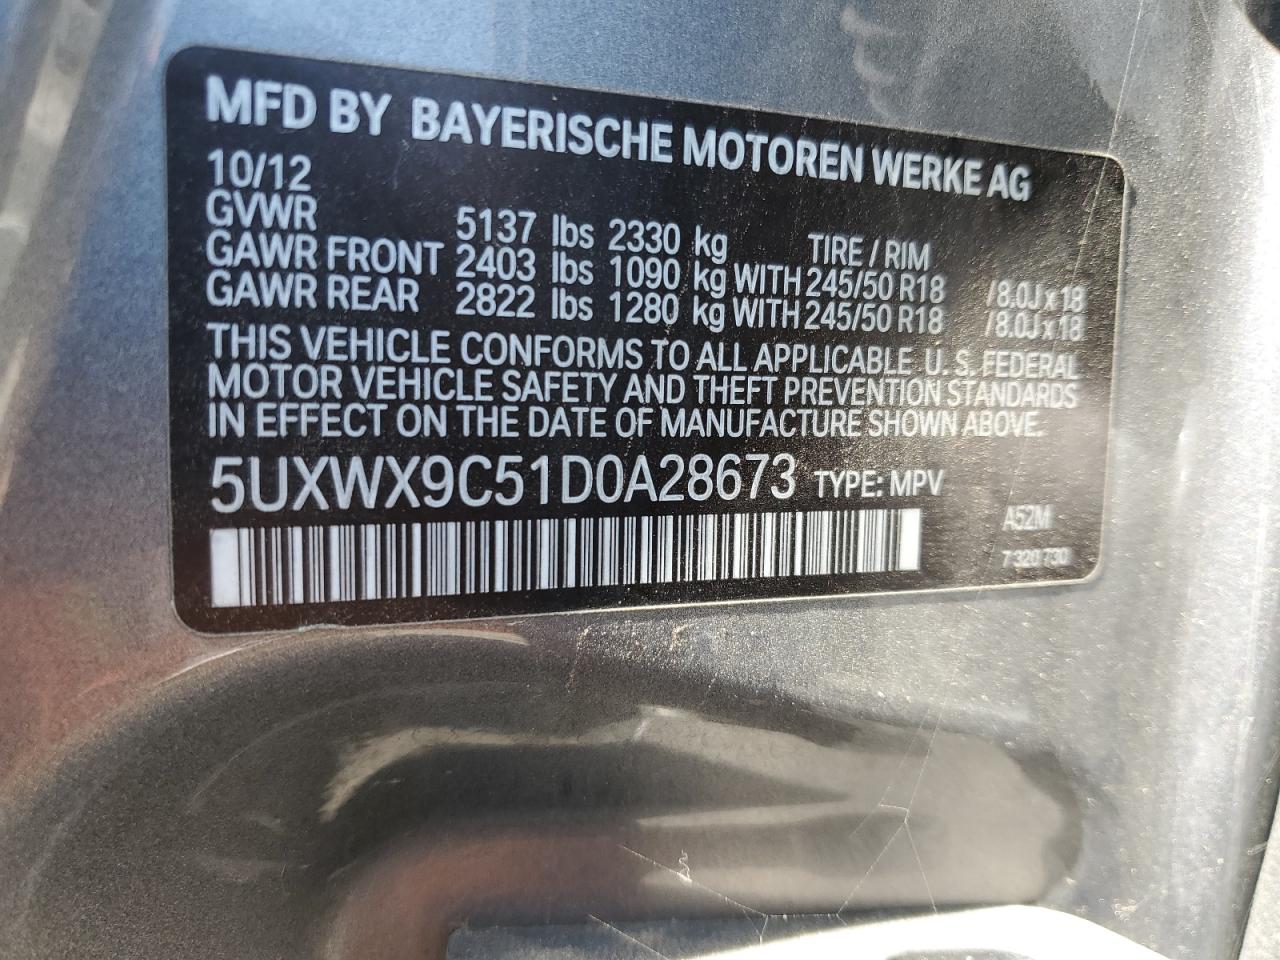 MFD BY BAYERISCHE MOTOREN WERKE AG
10/12
GVWR 5137 lbs 2330 kg TIRE / RIM
GAWR FRONT 2403 lbs 1090 kg WITH 245/50 R18 /8.0J x 18
GAWR REAR 2822 lbs 1280 kg WITH 245/50 R18 /8.0J x 18
THIS VEHICLE CONFORMS TO ALL APPLICABLE U. S. FEDERAL
MOTOR VEHICLE SAFETY AND THEFT PREVENTION STANDARDS
IN EFFECT ON THE DATE OF MANUFACTURE SHOWN ABOVE.
5UXWX9C51D0A28673 TYPE: MPV
A52M
7 320 730